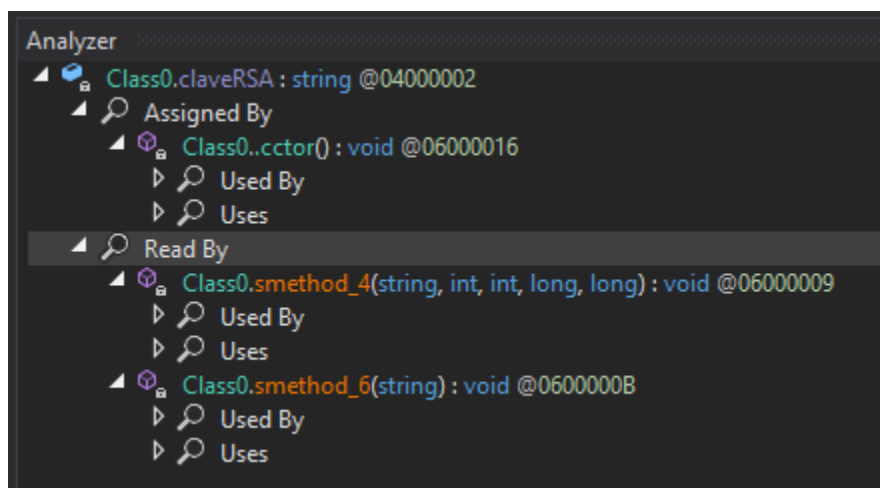 Analyzer
Class0.claveRSA : string @04000002
Assigned By
Class0..cctor() : void @06000016
Used By
Uses
Read By
Class0.smethod_4(string, int, int, long, long) : void @06000009
Used By
Uses
Class0.smethod_6(string) : void @0600000B
Used By
Uses